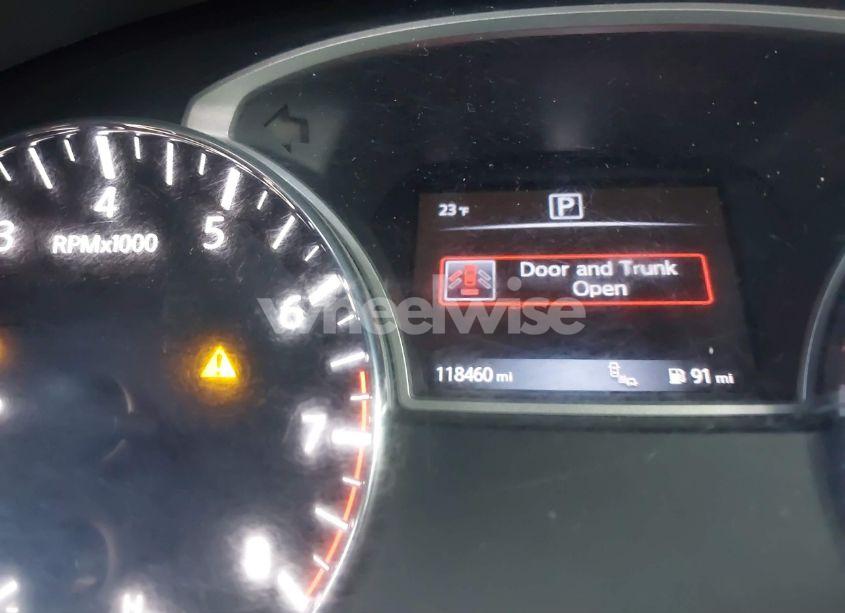 3
4
5
6
7
8
RPMx1000
H
23°F
P
Door and Trunk
Open
118460 mi
91 mi
wheelwise